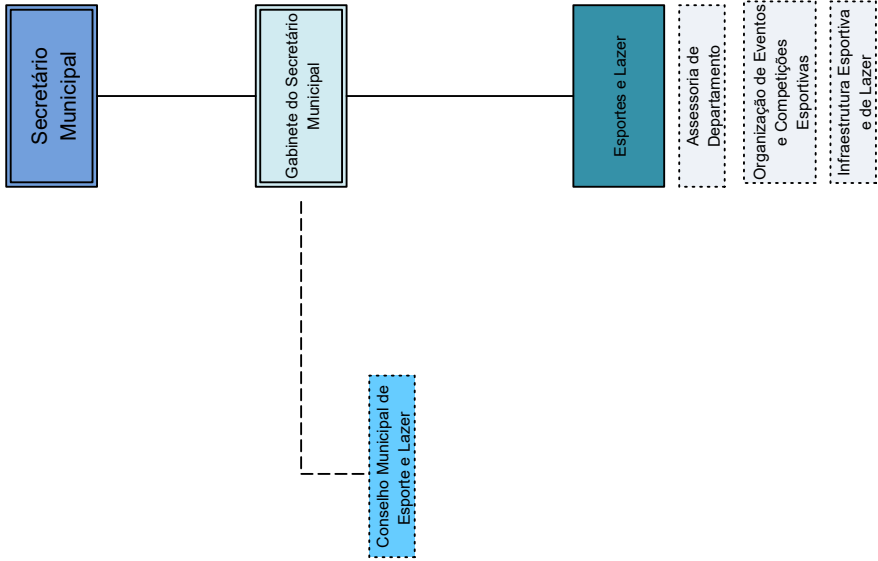 Secretário
Municipal
Gabinete do Secretário
Municipal
Conselho Municipal de
Esporte e Lazer
Esportes e Lazer
Assessoria de
Departamento
Organização de Eventos
e Competições
Esportivas
Infraestrutura Esportiva
e de Lazer